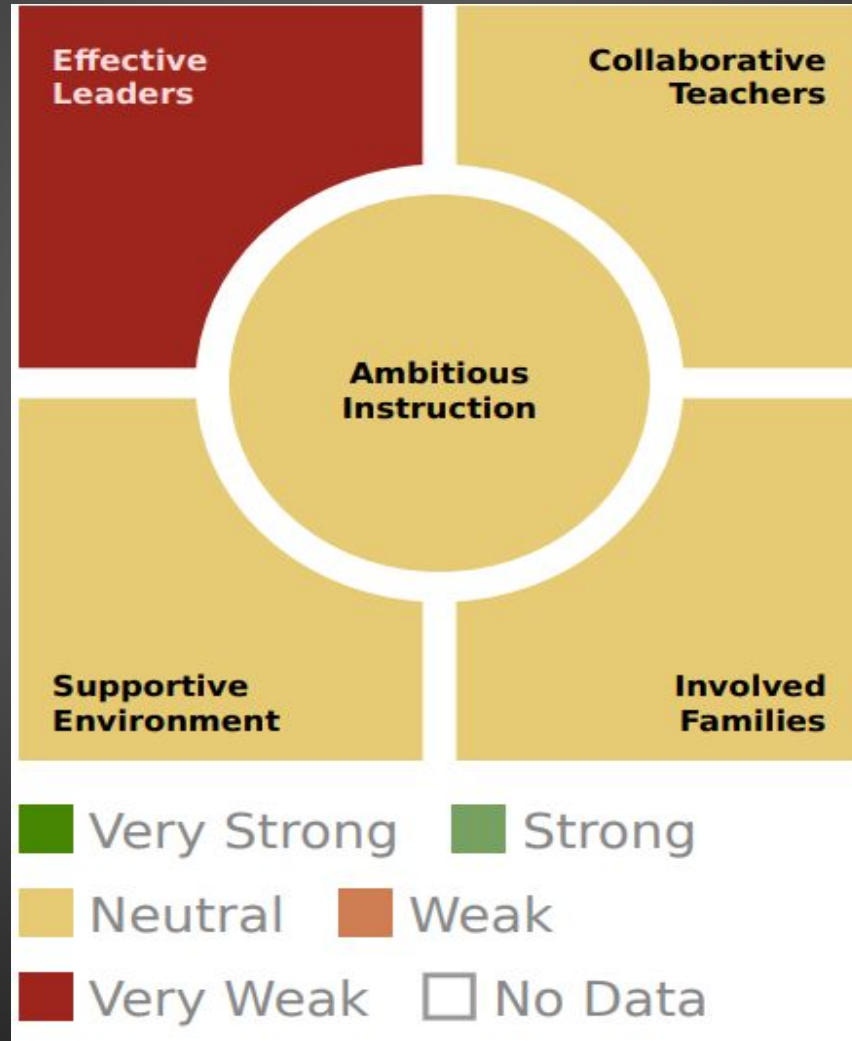 Effective
Leaders
Collaborative
Teachers
Ambitious
Instruction
Supportive
Environment
Involved
Families
Very Strong
Strong
Neutral
Weak
Very Weak
No Data